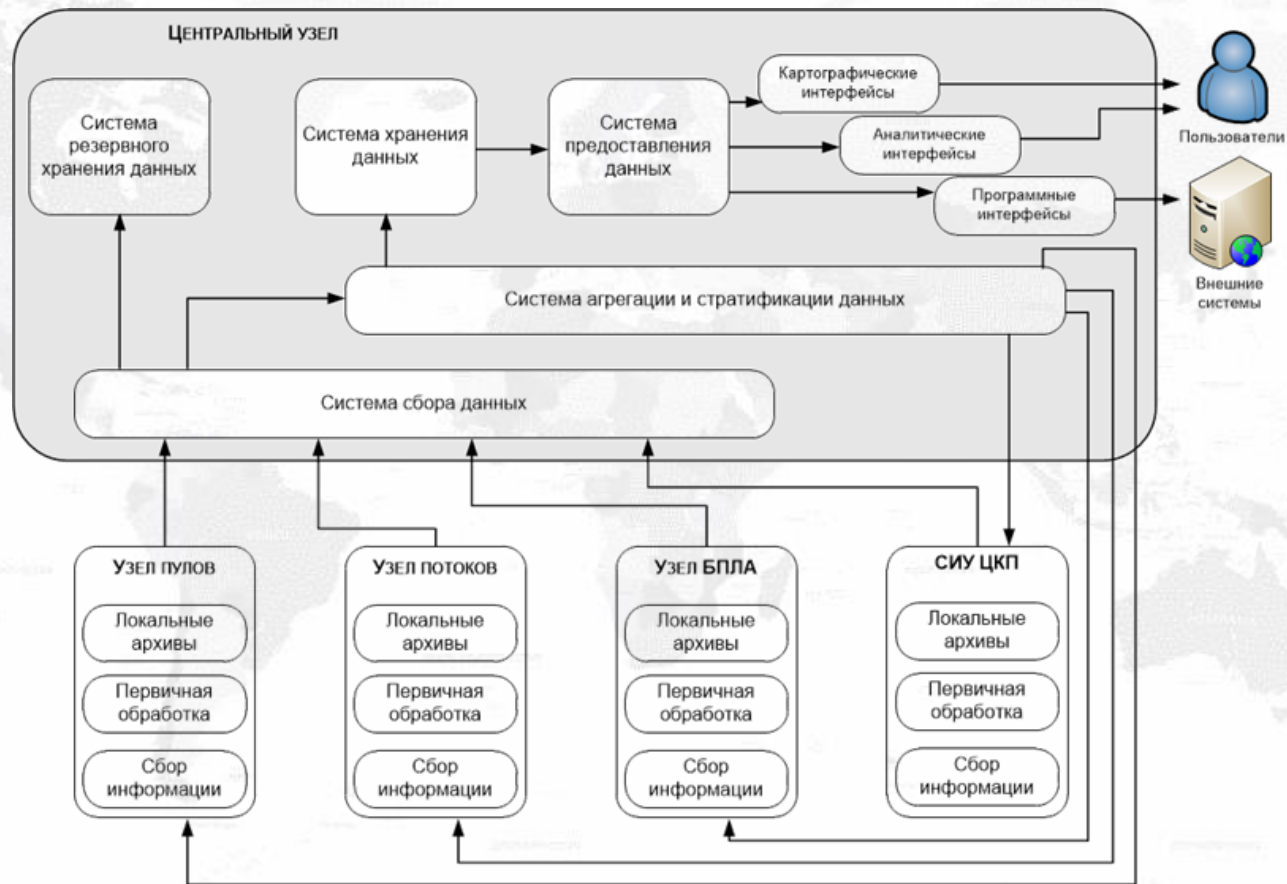 ЦЕНТРАЛЬНЫЙ УЗЕЛ
Система
резервного
хранения данных
Система хранения
данных
Система
предоставления
данных
Картографические
интерфейсы
Аналитические
интерфейсы
Программные
интерфейсы
Пользователи
Внешние
системы
Система агрегации и стратификации данных
Система сбора данных
УЗЕЛ ПУЛОВ
Локальные
архивы
Первичная
обработка
Сбор
информации
УЗЕЛ ПОТОКОВ
Локальные
архивы
Первичная
обработка
Сбор
информации
УЗЕЛ БПЛА
Локальные
архивы
Первичная
обработка
Сбор
информации
СИУ ЦКП
Локальные
архивы
Первичная
обработка
Сбор
информации